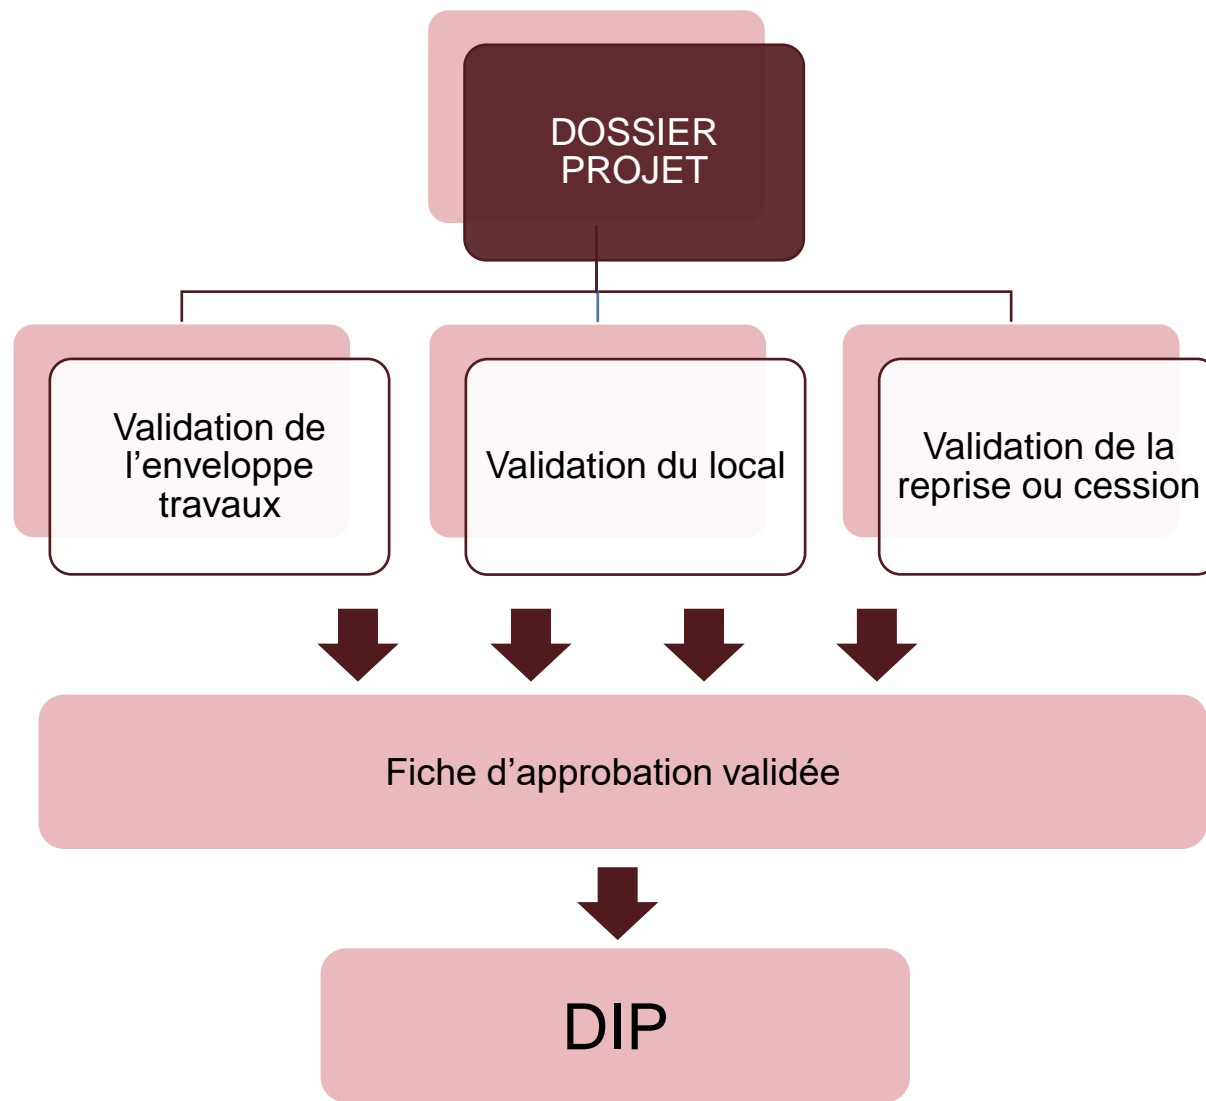 DOSSIER
PROJET
Validation de
l’enveloppe
travaux
Validation du local
Validation de la
reprise ou cession
Fiche d’approbation validée
DIP